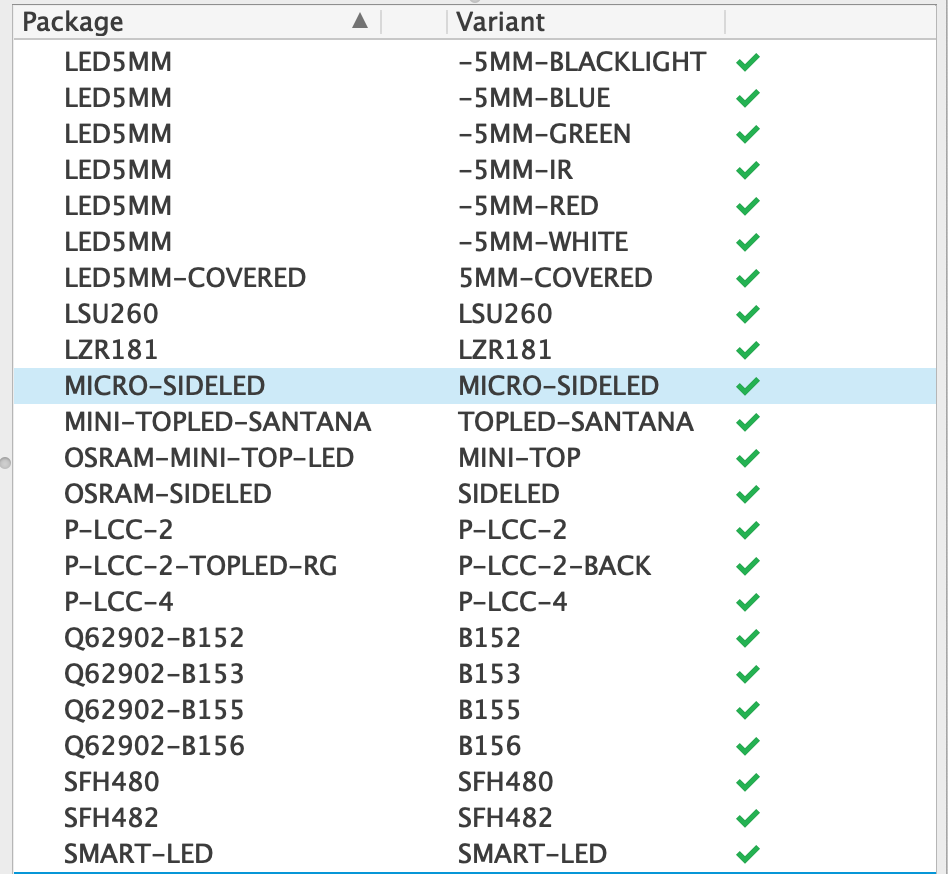 Package Variant
LED5MM -5MM-BLACKLIGHT
LED5MM -5MM-BLUE
LED5MM -5MM-GREEN
LED5MM -5MM-IR
LED5MM -5MM-RED
LED5MM -5MM-WHITE
LED5MM-COVERED 5MM-COVERED
LSU260 LSU260
LZR181 LZR181
MICRO-SIDELED MICRO-SIDELED
MINI-TOPLED-SANTANA TOPLED-SANTANA
OSRAM-MINI-TOP-LED MINI-TOP
OSRAM-SIDELED SIDELED
P-LCC-2 P-LCC-2
P-LCC-2-TOPLED-RG P-LCC-2-BACK
P-LCC-4 P-LCC-4
Q62902-B152 B152
Q62902-B153 B153
Q62902-B155 B155
Q62902-B156 B156
SFH480 SFH480
SFH482 SFH482
SMART-LED SMART-LED